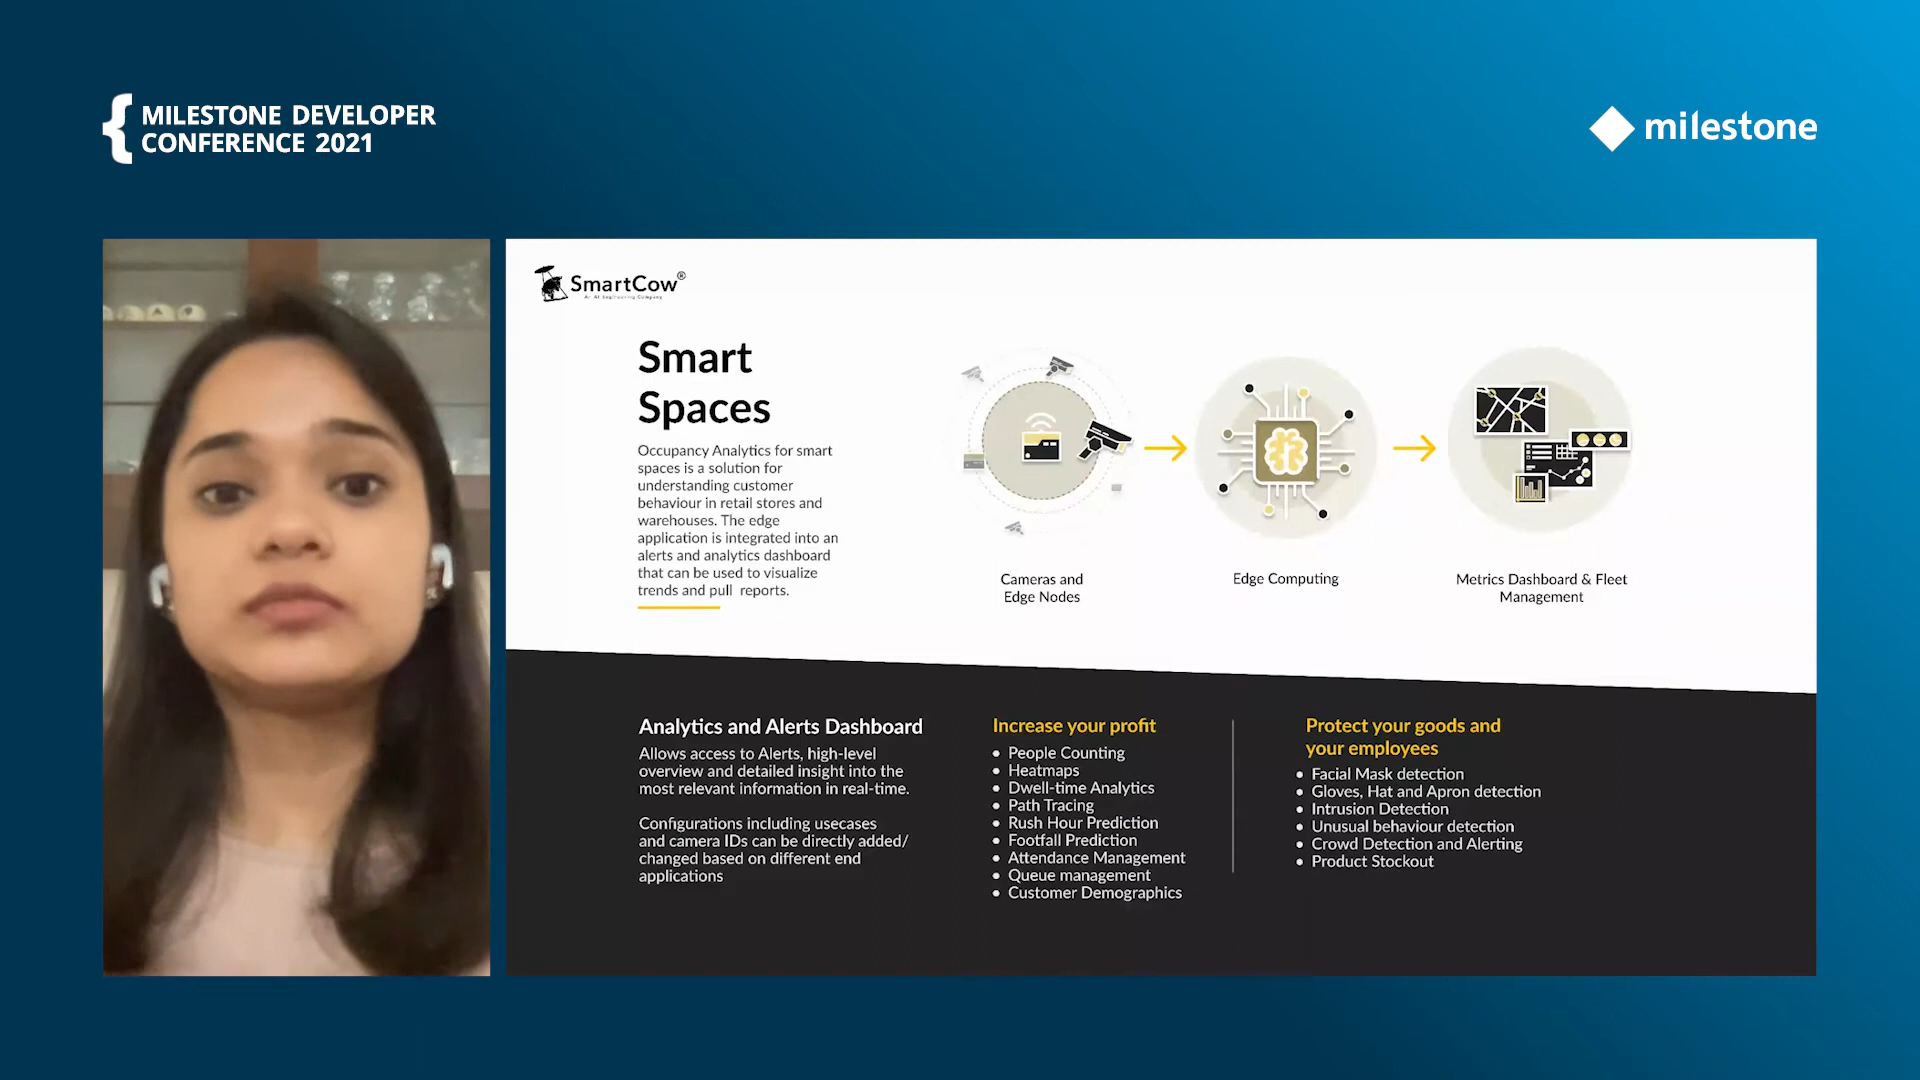 MILESTONE DEVELOPER
CONFERENCE 2021
milestone
SmartCow®
An AI Engineering Company
Smart
Spaces
Occupancy Analytics for smart
spaces is a solution for
understanding customer
behaviour in retail stores and
warehouses. The edge
application is integrated into an
alerts and analytics dashboard
that can be used to visualize
trends and pull  reports.
Cameras and
Edge Nodes
Edge Computing
Metrics Dashboard & Fleet
Management
Analytics and Alerts Dashboard
Allows access to Alerts, high-level
overview and detailed insight into the
most relevant information in real-time.
Configurations including usecases
and camera IDs can be directly added/
changed based on different end
applications
Increase your profit
• People Counting
• Heatmaps
• Dwell-time Analytics
• Path Tracing
• Rush Hour Prediction
• Footfall Prediction
• Attendance Management
• Queue management
• Customer Demographics
Protect your goods and
your employees
• Facial Mask detection
• Gloves, Hat and Apron detection
• Intrusion Detection
• Unusual behaviour detection
• Crowd Detection and Alerting
• Product Stockout